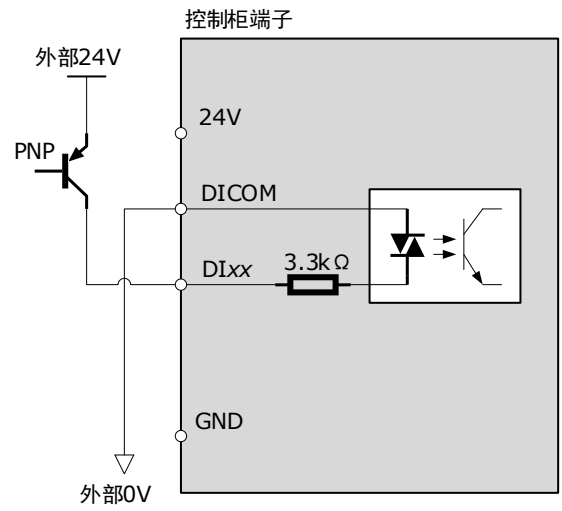 控制柜端子
外部24V
24V
PNP
DICOM
DIxx
3.3kΩ
GND
外部0V